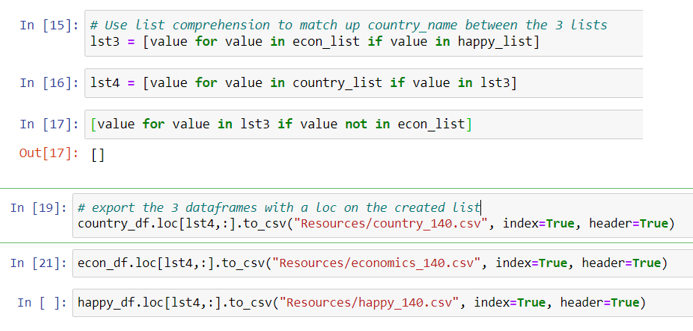 In [15]: # Use list comprehension to match up country_name between the 3 lists
lst3 = [value for value in econ_list if value in happy_list]
In [16]: lst4 = [value for value in country_list if value in lst3]
In [17]: [value for value in lst3 if value not in econ_list]
Out[17]: []
In [19]: # export the 3 dataframes with a loc on the created list
country_df.loc[lst4,:].to_csv("Resources/country_140.csv", index=True, header=True)
In [21]: econ_df.loc[lst4,:].to_csv("Resources/economics_140.csv", index=True, header=True)
In [ ]: happy_df.loc[lst4,:].to_csv("Resources/happy_140.csv", index=True, header=True)